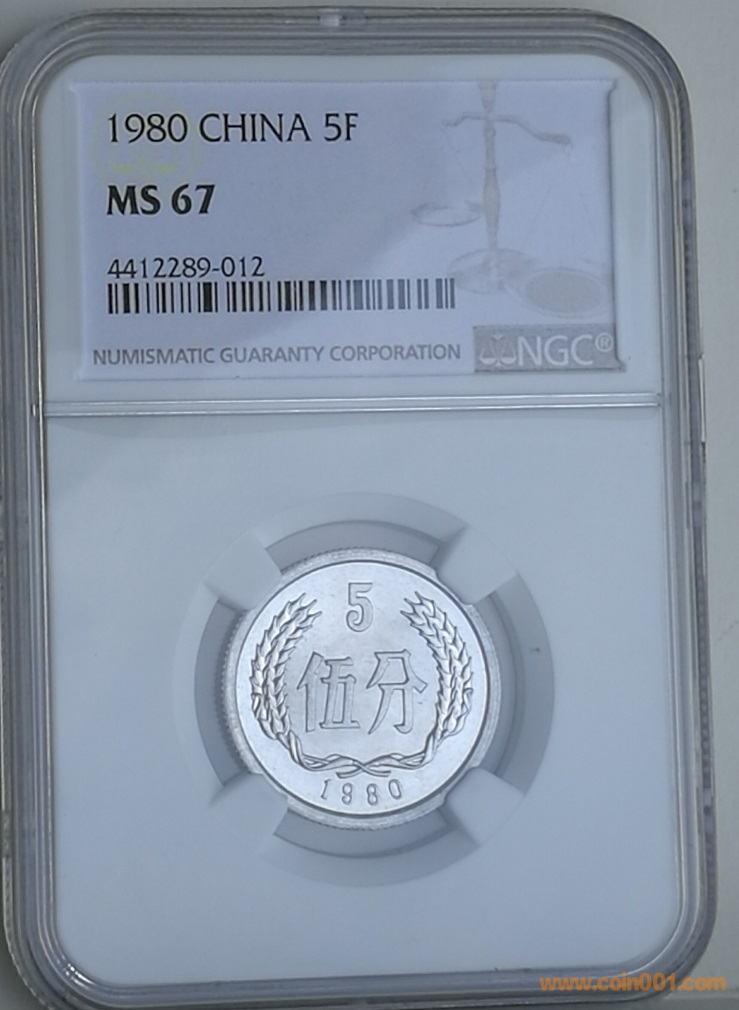 1980 CHINA 5F
MS 67
4412289-012
NUMISMATIC GUARANTY CORPORATION
NGC®
5
伍分
1980
www.coin001.com